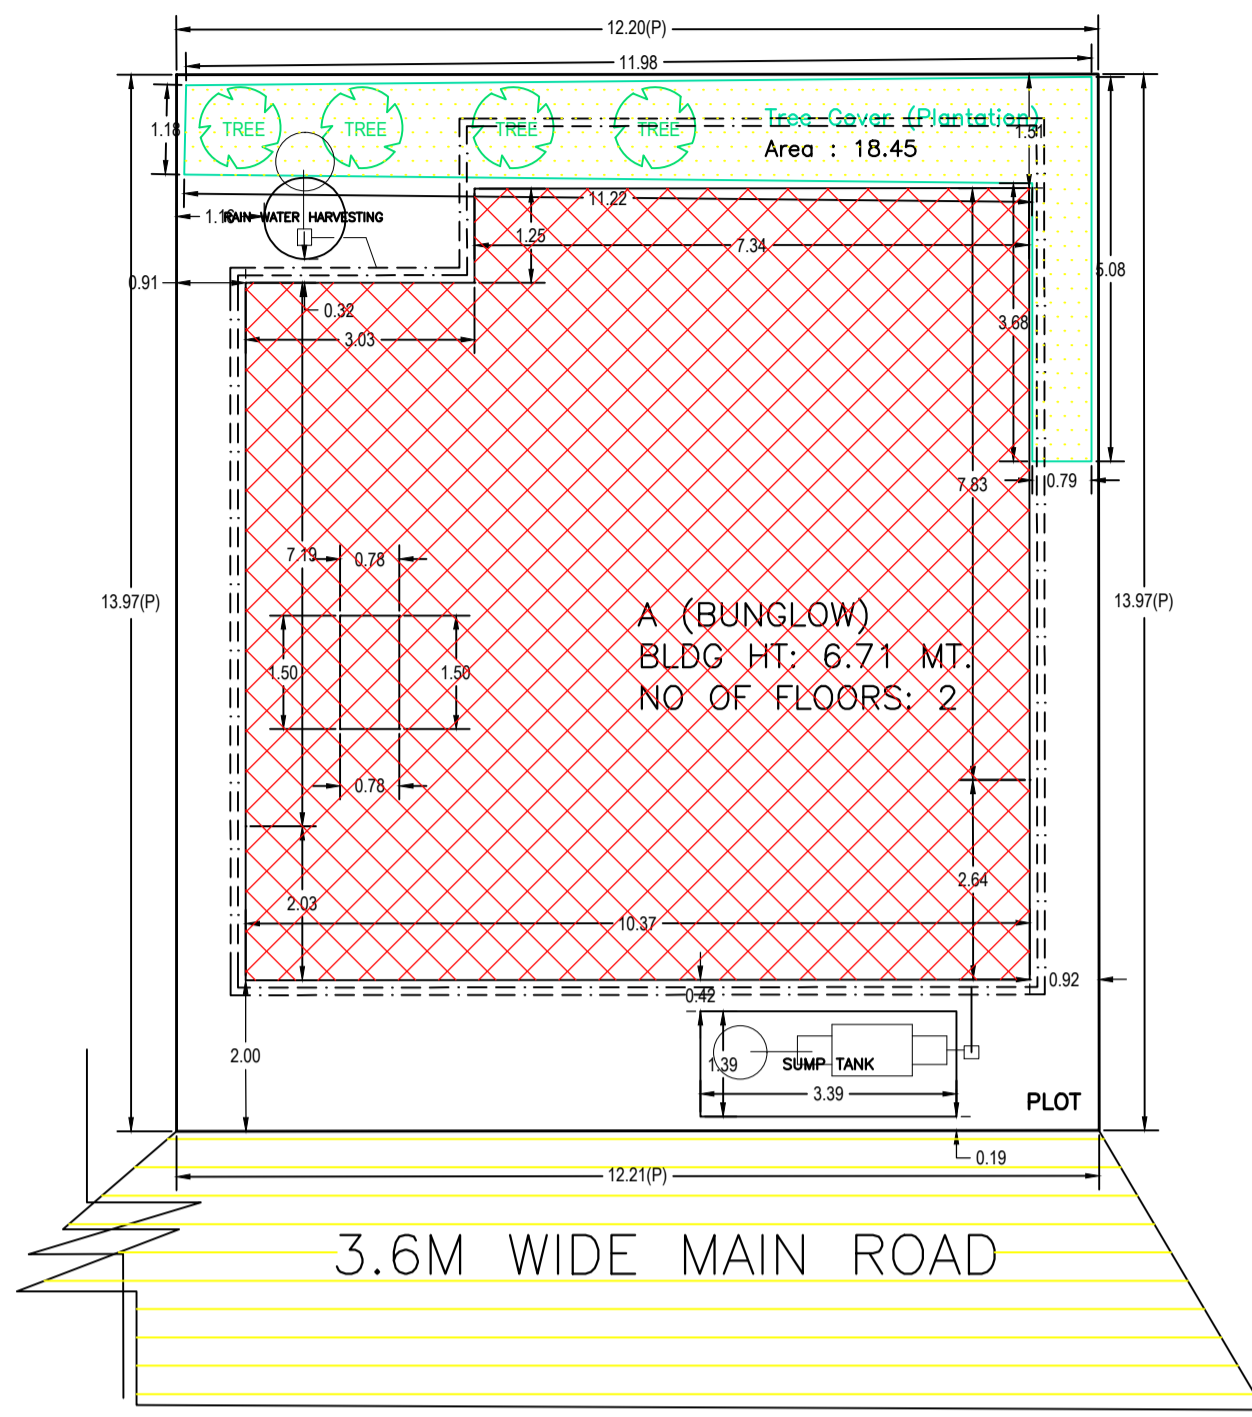 12.20(P)
11.98
1.18
TREE
TREE
TREE
TREE
Tree Cover (Plantation)
1.51
Area : 18.45
11.22
1.16
RAIN WATER HARVESTING
1.25
7.34
0.91
5.08
0.32
3.68
3.03
7.83
0.79
7.19
0.78
13.97(P)
13.97(P)
A (BUNGLOW)
BLDG HT: 6.71 MT.
NO OF FLOORS: 2
1.50
1.50
0.78
2.03
2.64
10.37
0.92
0.42
2.00
1.39
SUMP TANK
3.39
PLOT
0.19
12.21(P)
3.6M WIDE MAIN ROAD